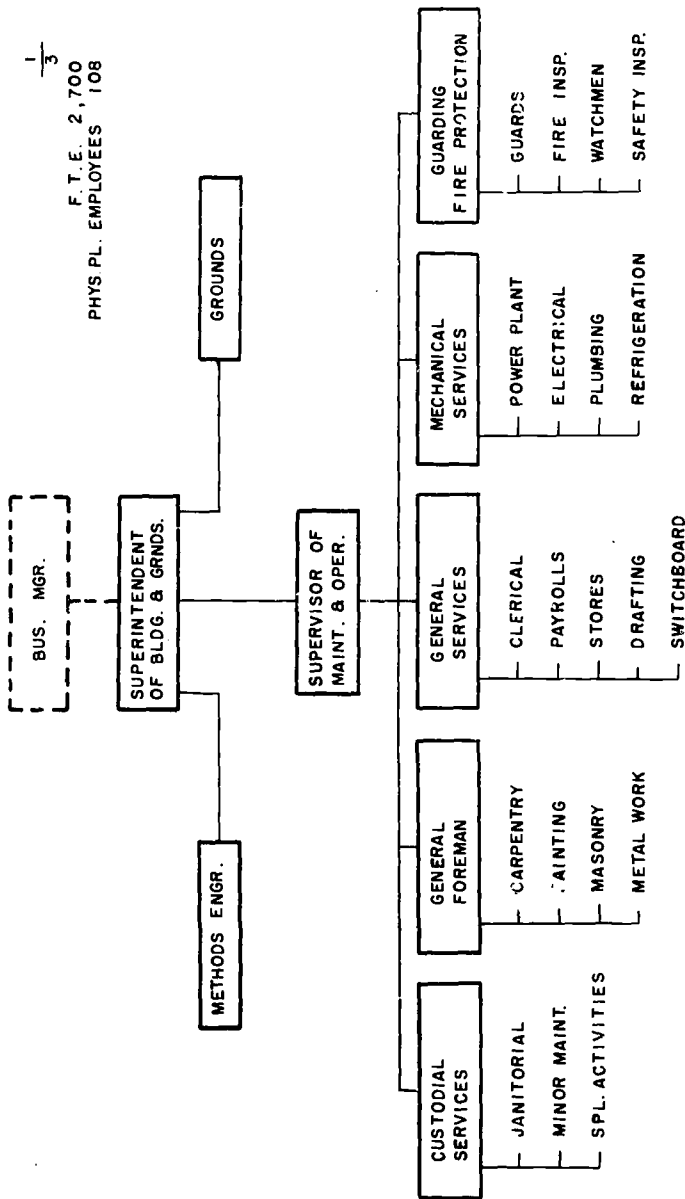 1
3
F.T.E. 2,700
PHYS. PL. EMPLOYEES 108
BUS. MGR.
SUPERINTENDENT
OF BLDG. & GRNDS.
METHODS ENGR.
GROUNDS
SUPERVISOR OF
MAINT. & OPER.
CUSTODIAL
SERVICES
JANITORIAL
MINOR MAINT.
SPL. ACTIVITIES
GENERAL
FOREMAN
CARPENTRY
AINTING
MASONRY
METAL WORK
GENERAL
SERVICES
CLERICAL
PAYROLLS
STORES
DRAFTING
SWITCHBOARD
MECHANICAL
SERVICES
POWER PLANT
ELECTRICAL
PLUMBING
REFRIGERATION
GUARDING
FIRE PROTECTION
GUARDS
FIRE INSP.
WATCHMEN
SAFETY INSP.